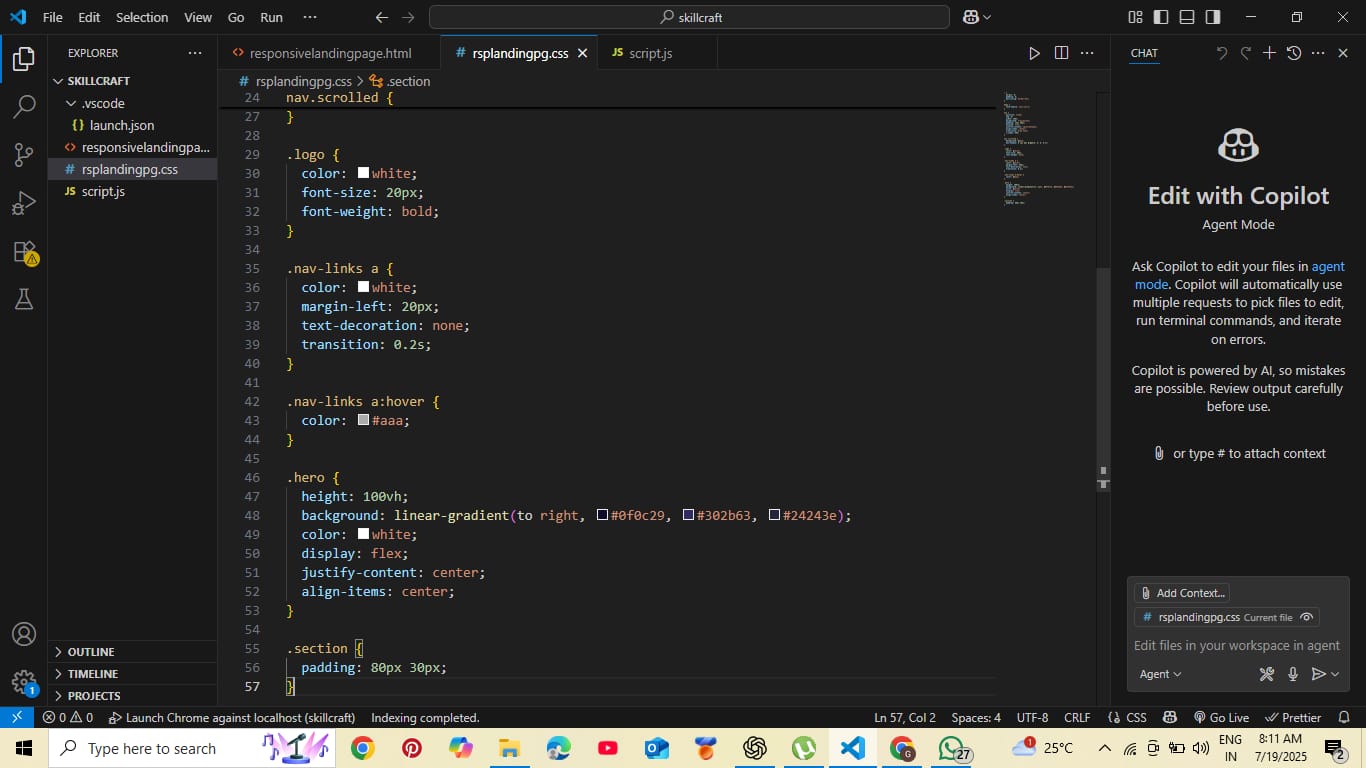 File Edit Selection View Go Run ··· skillcraft
EXPLORER ···
SKILLCRAFT
.vscode
{} launch.json
<> responsivelandingpa...
# rsplandingpg.css
JS script.js
OUTLINE
TIMELINE
PROJECTS
<> responsivelandingpage.html # rsplandingpg.css × JS script.js
# rsplandingpg.css > .section
24 nav.scrolled {
27 }
28
29 .logo {
30 color: white;
31 font-size: 20px;
32 font-weight: bold;
33 }
34
35 .nav-links a {
36 color: white;
37 margin-left: 20px;
38 text-decoration: none;
39 transition: 0.2s;
40 }
41
42 .nav-links a:hover {
43 color: #aaa;
44 }
45
46 .hero {
47 height: 100vh;
48 background: linear-gradient(to right, #0f0c29, #302b63, #24243e);
49 color: white;
50 display: flex;
51 justify-content: center;
52 align-items: center;
53 }
54
55 .section {
56 padding: 80px 30px;
57 }
CHAT
Edit with Copilot
Agent Mode
Ask Copilot to edit your files in agent
mode. Copilot will automatically use
multiple requests to pick files to edit,
run terminal commands, and iterate
on errors.
Copilot is powered by AI, so mistakes
are possible. Review output carefully
before use.
or type # to attach context
Add Context...
# rsplandingpg.css Current file
Edit files in your workspace in agent
Agent
1
0 0 Launch Chrome against localhost (skillcraft) Indexing completed. Ln 57, Col 2 Spaces: 4 UTF-8 CRLF {} CSS Go Live Prettier
Type here to search
G
27
1
25°C
ENG
IN
8:11 AM
7/19/2025
2